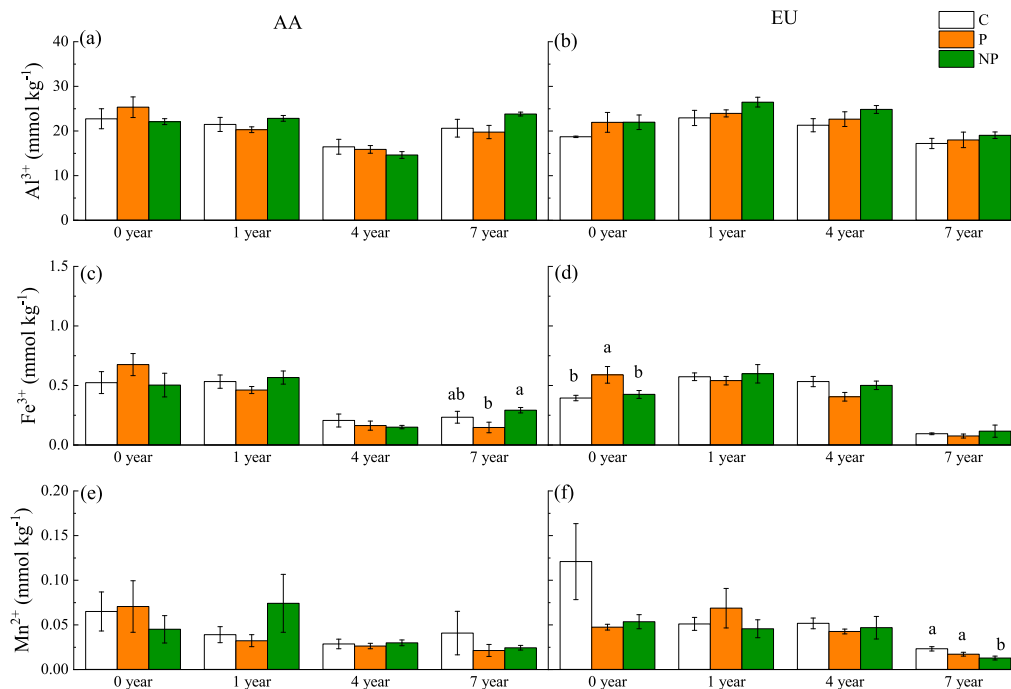 AA
EU
C
P
NP
(a)
(b)
Al³⁺ (mmol kg⁻¹)
40
30
20
10
0
0 year 1 year 4 year 7 year
0 year 1 year 4 year 7 year
(c)
(d)
Fe³⁺ (mmol kg⁻¹)
1.5
1.0
0.5
0.0
ab b a
b a b
0 year 1 year 4 year 7 year
0 year 1 year 4 year 7 year
(e)
(f)
Mn²⁺ (mmol kg⁻¹)
0.20
0.15
0.10
0.05
0.00
a a b
0 year 1 year 4 year 7 year
0 year 1 year 4 year 7 year